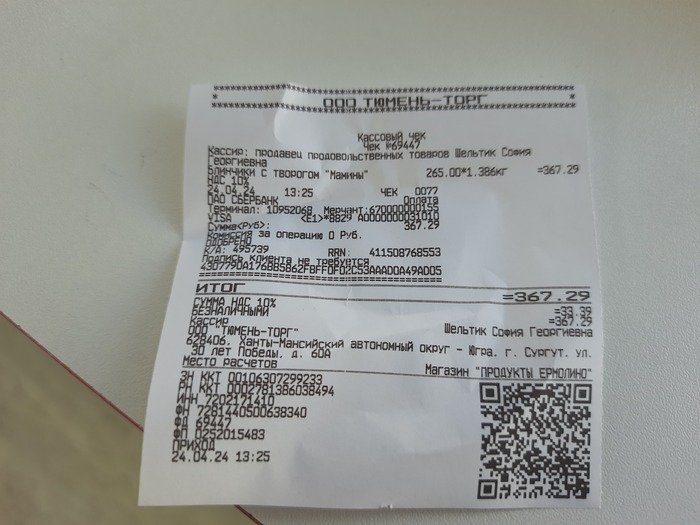 ООО ТЮМЕНЬ-ТОРГ
Кассовый чек
Чек №69447
Кассир: продавец продовольственных товаров Шельтик София
Георгиевна
Блинчики с творогом "Мамины" 265.00*1.386кг =367.29
НДС 10%
24.04.24 13:25 ЧЕК 0077
ПАО СБЕРБАНК Оплата
Терминал: 10952068 Мерчант:670000000155
VISA <E1>*8829 A0000000031010
Сумма<Руб>: 367.29
Комиссия за операцию 0 Руб.
ОДОБРЕНО
К/А: 495739 RRN: 411508768553
Подпись клиента не требуется
ИТОГ =367.29
СУММА НДС 10% =33.39
БЕЗНАЛИЧНЫМИ =367.29
Кассир Шельтик София Георгиевна
ООО "ТЮМЕНЬ-ТОРГ"
628406, Ханты-Мансийский автономный округ - Югра, г. Сургут, ул.
30 лет Победы, д. 60А
Место расчетов Магазин "ПРОДУКТЫ ЕРМОЛИНО"
ЗН ККТ 00106307299233
РН ККТ 0002781386038494
ИНН 7202171410
ФН 7281440500638340
ФД 69447
ФП 0252015483
ПРИХОД
24.04.24 13:25